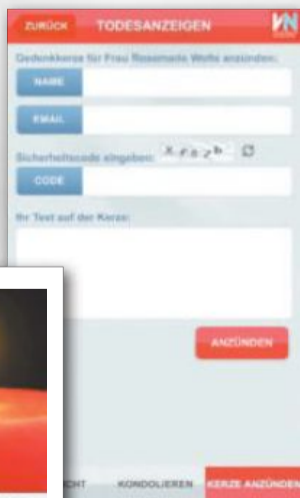 ZURÜCK TODESANZEIGEN VN
Gedenkkerze für Frau Rosemarie anzünden:
NAME
EMAIL
Sicherheitscode eingeben:
CODE
Ihr Text auf der Kerze:
ANZÜNDEN
KONDOLIEREN KERZE ANZÜNDEN